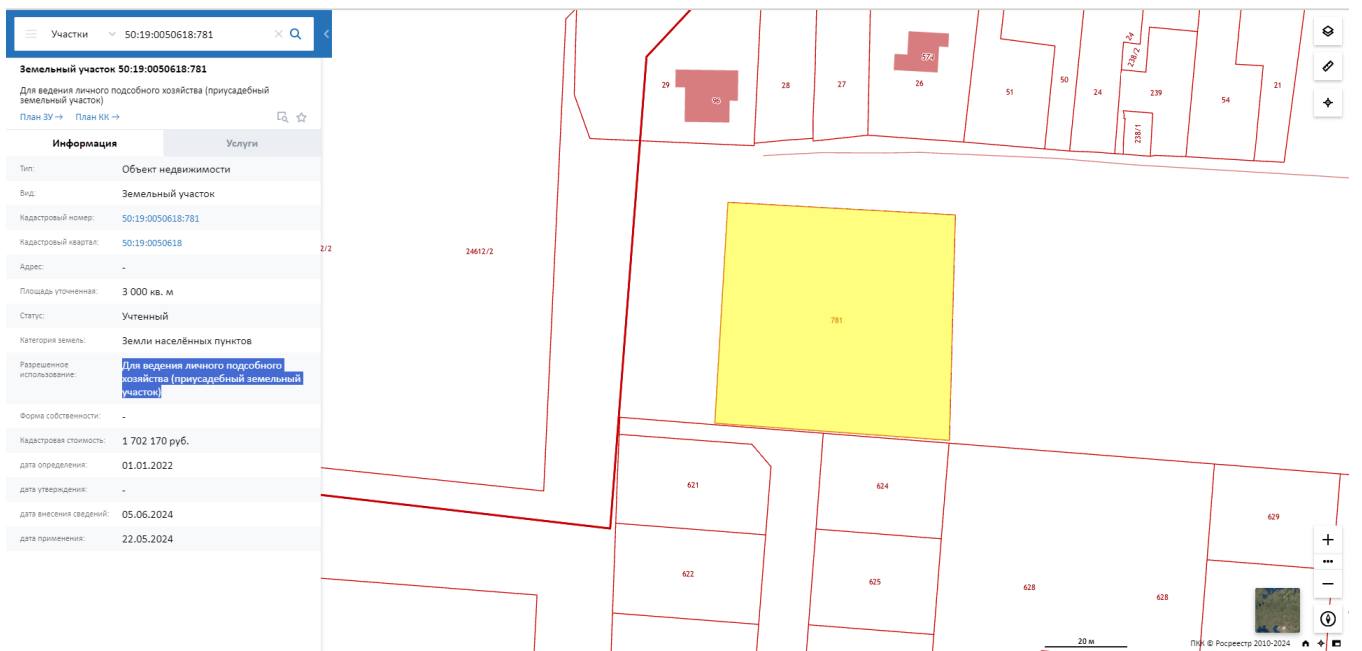 Участки 50:19:0050618:781
Земельный участок 50:19:0050618:781
Для ведения личного подсобного хозяйства (приусадебный
земельный участок)
План ЗУ → План КК →
Информация Услуги
Тип: Объект недвижимости
Вид: Земельный участок
Кадастровый номер: 50:19:0050618:781
Кадастровый квартал: 50:19:0050618
Адрес: -
Площадь уточненная: 3 000 кв. м
Статус: Учтенный
Категория земель: Земли населённых пунктов
Разрешенное
использование:
Для ведения личного подсобного
хозяйства (приусадебный земельный
участок)
Форма собственности: -
Кадастровая стоимость: 1 702 170 руб.
дата определения: 01.01.2022
дата утверждения: -
дата внесения сведений: 05.06.2024
дата применения: 22.05.2024
29
96
28
27
574
26
51
50
24
24
238/2
239
238/1
54
21
2/2
24612/2
781
621
624
629
622
625
628
628
20 м
ПКК © Росреестр 2010-2024